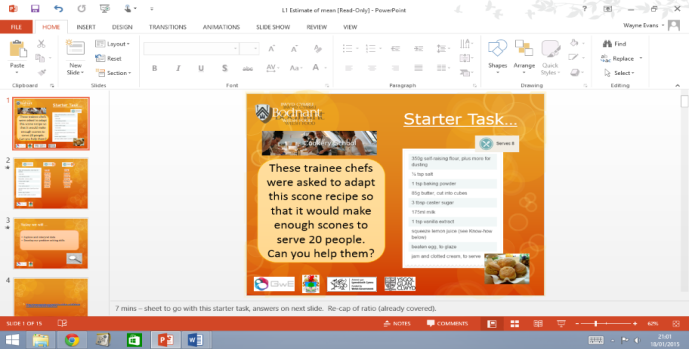 L1 Estimate of mean [Read-Only] - PowerPoint
FILE HOME INSERT DESIGN TRANSITIONS ANIMATIONS SLIDE SHOW REVIEW VIEW
Wayne Evans
Paste
New Slide
Layout
Reset
Section
Shapes
Arrange
Quick Styles
Find
Replace
Select
Clipboard Slides Font Paragraph Drawing Editing
1
2
3
4
Bodnant
Cookery School
Starter Task...
Serves 8
These trainee chefs
were asked to adapt
this scone recipe so
that it would make
enough scones to
serve 20 people.
Can you help them?
350g self-raising flour, plus more for
dusting
¼ tsp salt
1 tsp baking powder
85g butter, cut into cubes
3 tbsp caster sugar
175ml milk
1 tsp vanilla extract
squeeze lemon juice (see Know-how
below)
beaten egg, to glaze
jam and clotted cream, to serve
GwE
YSGOL
GLAN
CLWYD
7 mins – sheet to go with this starter task, answers on next slide. Re-cap of ratio (already covered).
SLIDE 1 OF 15
NOTES
COMMENTS
62%
21:01
18/01/2015